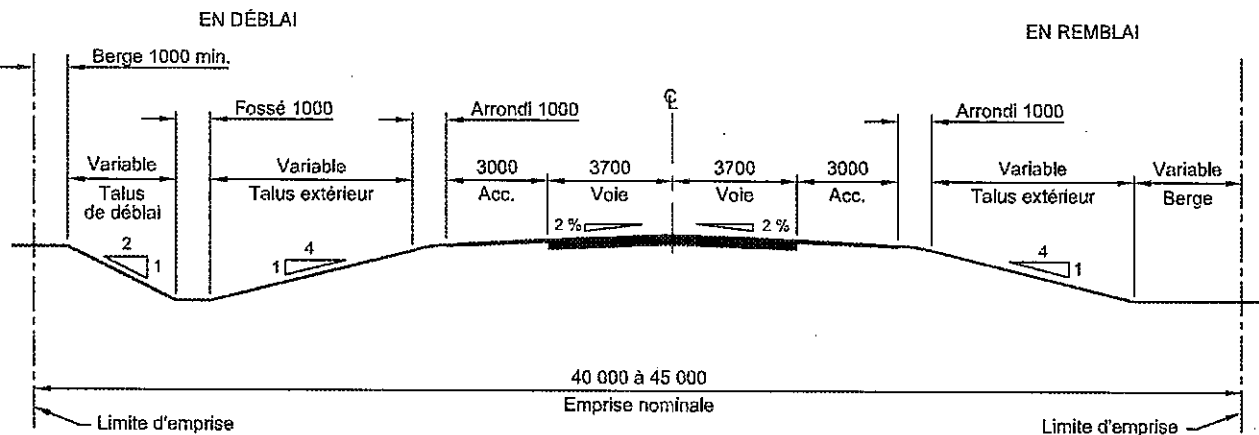 EN DÉBLAI
EN REMBLAI
Berge 1000 min.
Fossé 1000
Arrondi 1000
℄
Arrondi 1000
Variable
Talus
de déblai
Variable
Talus extérieur
3000
Acc.
3700
Voie
3700
Voie
3000
Acc.
Variable
Talus extérieur
Variable
Berge
2 %
2 %
2
1
4
1
4
1
40 000 à 45 000
Emprise nominale
Limite d'emprise
Limite d'emprise